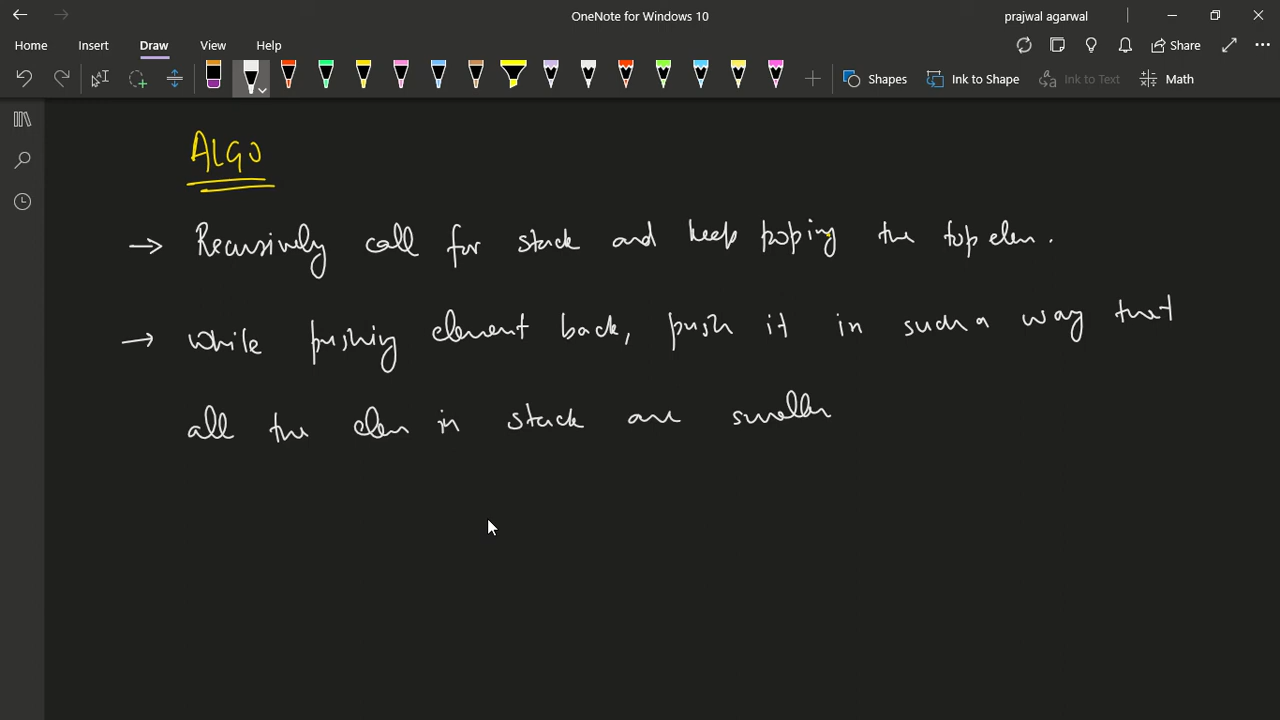 OneNote for Windows 10
prajwal agarwal
Home Insert Draw View Help
Share
Shapes Ink to Shape Ink to Text Math
ALGO
→ Recursively call for stack and keep poping the top elem.
→ while pushing element back, push it in such a way that
all the elem in stack are smaller